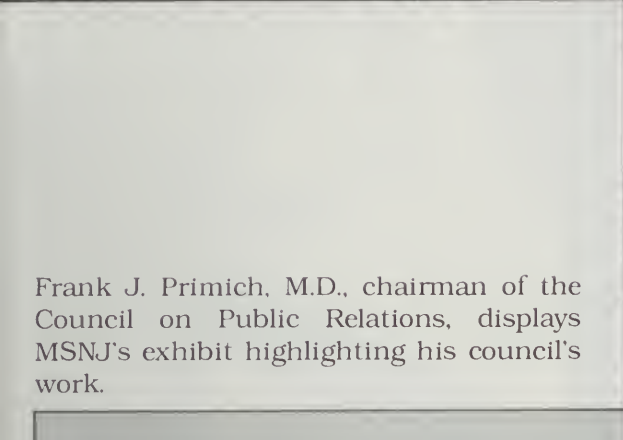 Frank J. Primich, M.D., chairman of the
Council on Public Relations, displays
MSNJ's exhibit highlighting his council's
work.